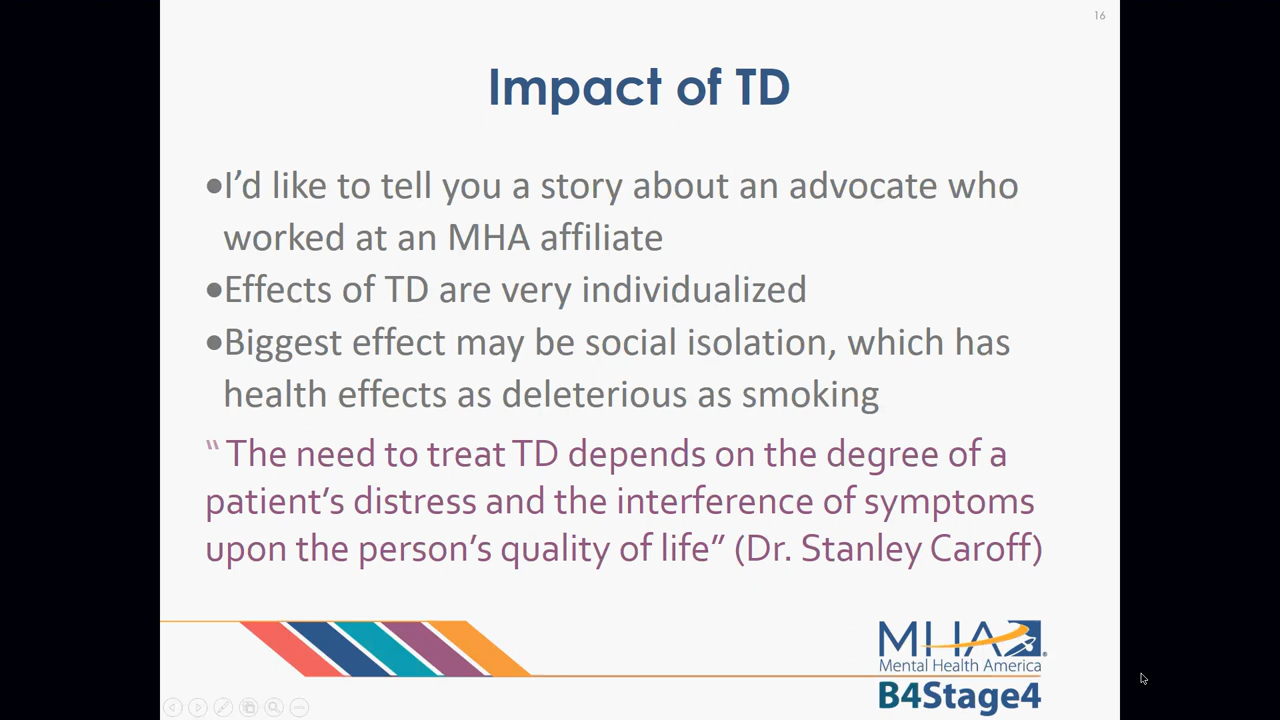 16
Impact of TD
•I’d like to tell you a story about an advocate who
worked at an MHA affiliate
•Effects of TD are very individualized
•Biggest effect may be social isolation, which has
health effects as deleterious as smoking
“ The need to treat TD depends on the degree of a
patient’s distress and the interference of symptoms
upon the person’s quality of life” (Dr. Stanley Caroff)
MHA®
Mental Health America
B4Stage4